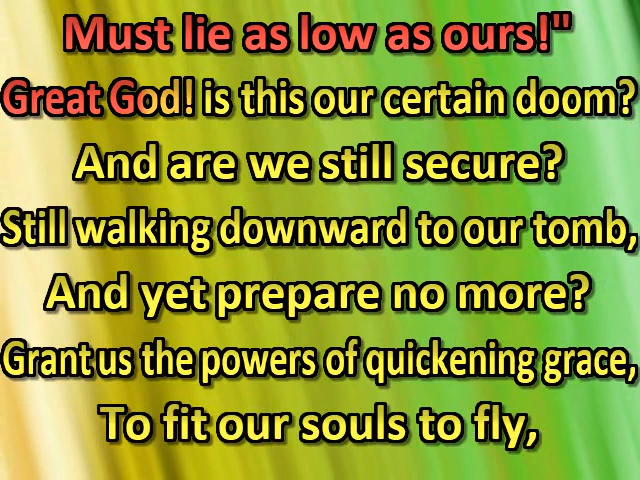 Must lie as low as ours!"
Great God! is this our certain doom?
And are we still secure?
Still walking downward to our tomb,
And yet prepare no more?
Grant us the powers of quickening grace,
To fit our souls to fly,